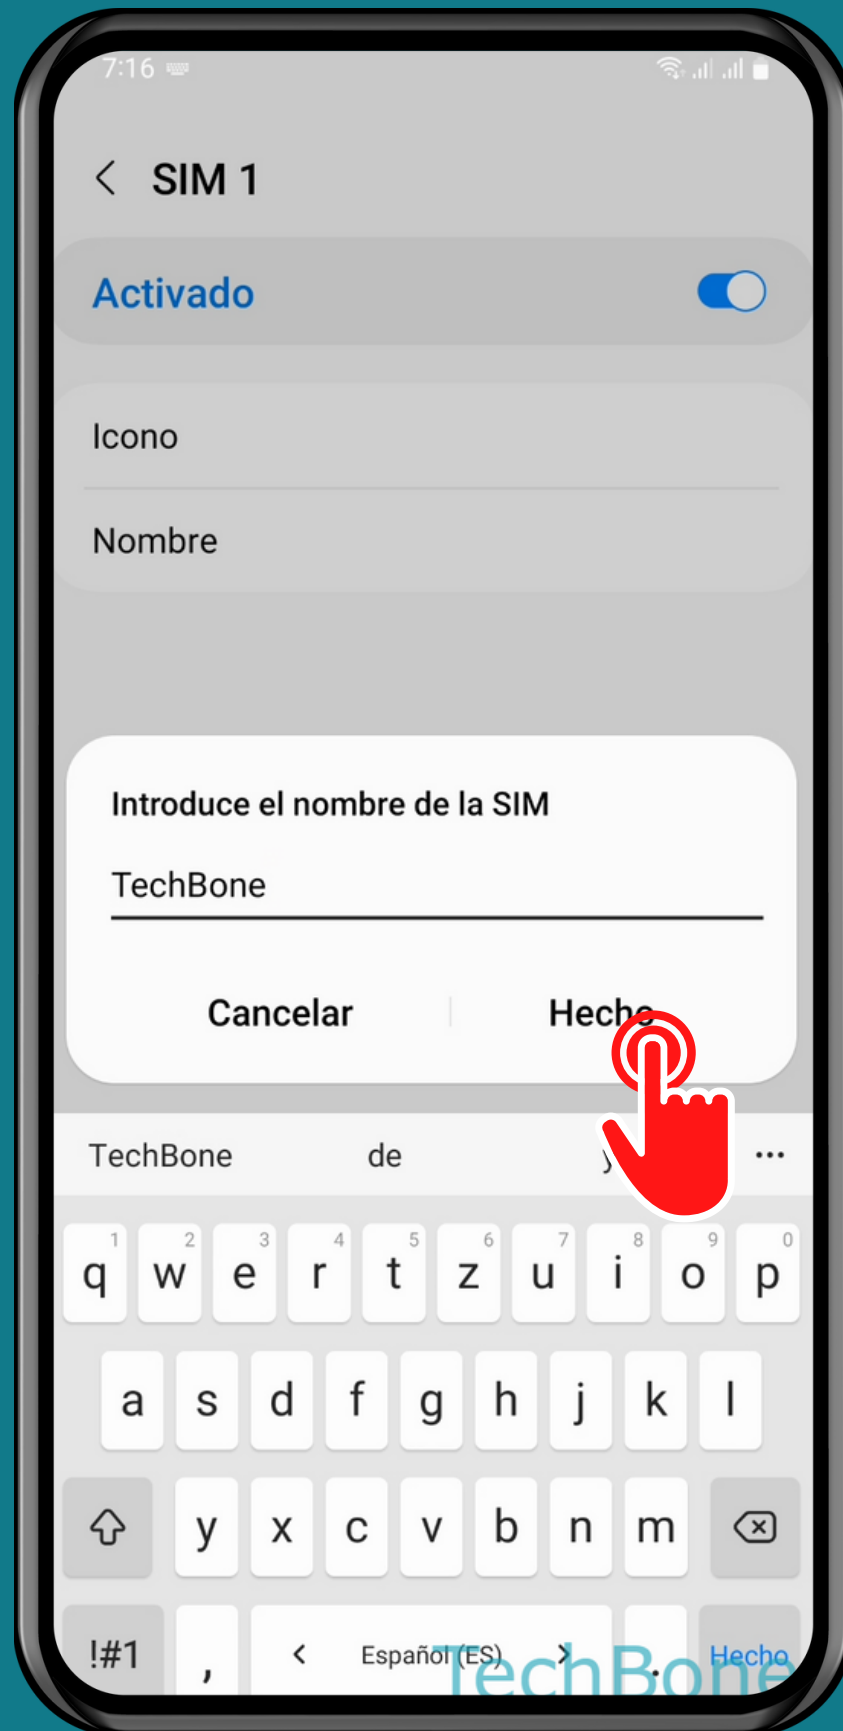 7:16
SIM 1
Activado
Icono
Nombre
Introduce el nombre de la SIM
TechBone
Cancelar Hecho
TechBone de y
1 2 3 4 5 6 7 8 9 0
q w e r t z u i o p
a s d f g h j k l
y x c v b n m
!#1 , < Español (ES) > . Hecho
TechBone